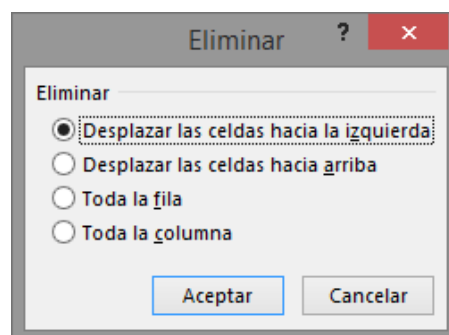 Eliminar ? ×
Eliminar
Desplazar las celdas hacia la izquierda
Desplazar las celdas hacia arriba
Toda la fila
Toda la columna
Aceptar Cancelar